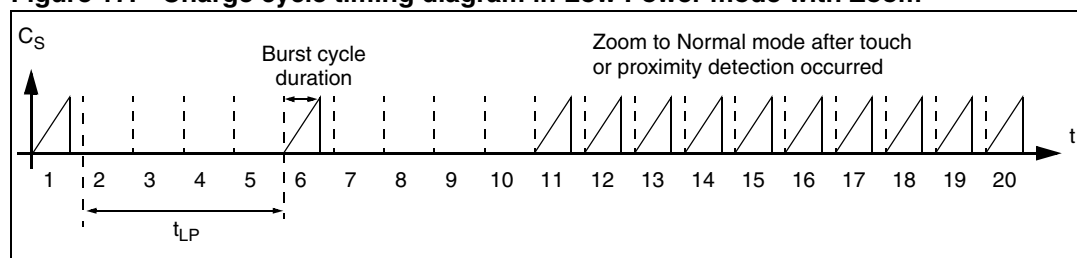 Figure 17. Charge cycle timing diagram in Low Power mode with Zoom
CS
Burst cycle
duration
Zoom to Normal mode after touch
or proximity detection occurred
t
1 2 3 4 5 6 7 8 9 10 11 12 13 14 15 16 17 18 19 20
tLP